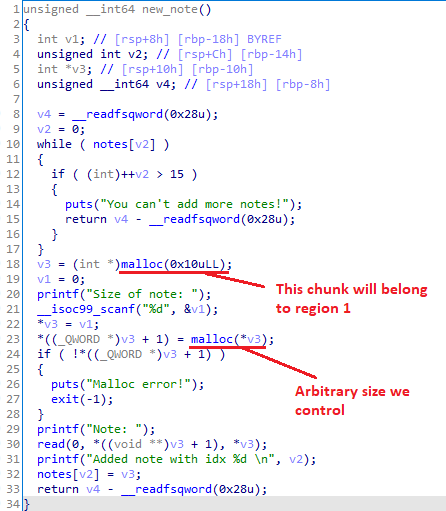 1 unsigned __int64 new_note()
2 {
3 int v1; // [rsp+8h] [rbp-18h] BYREF
4 unsigned int v2; // [rsp+Ch] [rbp-14h]
5 int *v3; // [rsp+10h] [rbp-10h]
6 unsigned __int64 v4; // [rsp+18h] [rbp-8h]
7
8 v4 = __readfsqword(0x28u);
9 v2 = 0;
10 while ( notes[v2] )
11 {
12 if ( (int)++v2 > 15 )
13 {
14 puts("You can't add more notes!");
15 return v4 - __readfsqword(0x28u);
16 }
17 }
18 v3 = (int *)malloc(0x10uLL);
19 v1 = 0;
20 printf("Size of note: ");
21 __isoc99_scanf("%d", &v1);
22 *v3 = v1;
23 *((_QWORD *)v3 + 1) = malloc(*v3);
24 if ( !*((_QWORD *)v3 + 1) )
25 {
26 puts("Malloc error!");
27 exit(-1);
28 }
29 printf("Note: ");
30 read(0, *((void **)v3 + 1), *v3);
31 printf("Added note with idx %d \n", v2);
32 notes[v2] = v3;
33 return v4 - __readfsqword(0x28u);
34 }
This chunk will belong
to region 1
Arbitrary size we
control